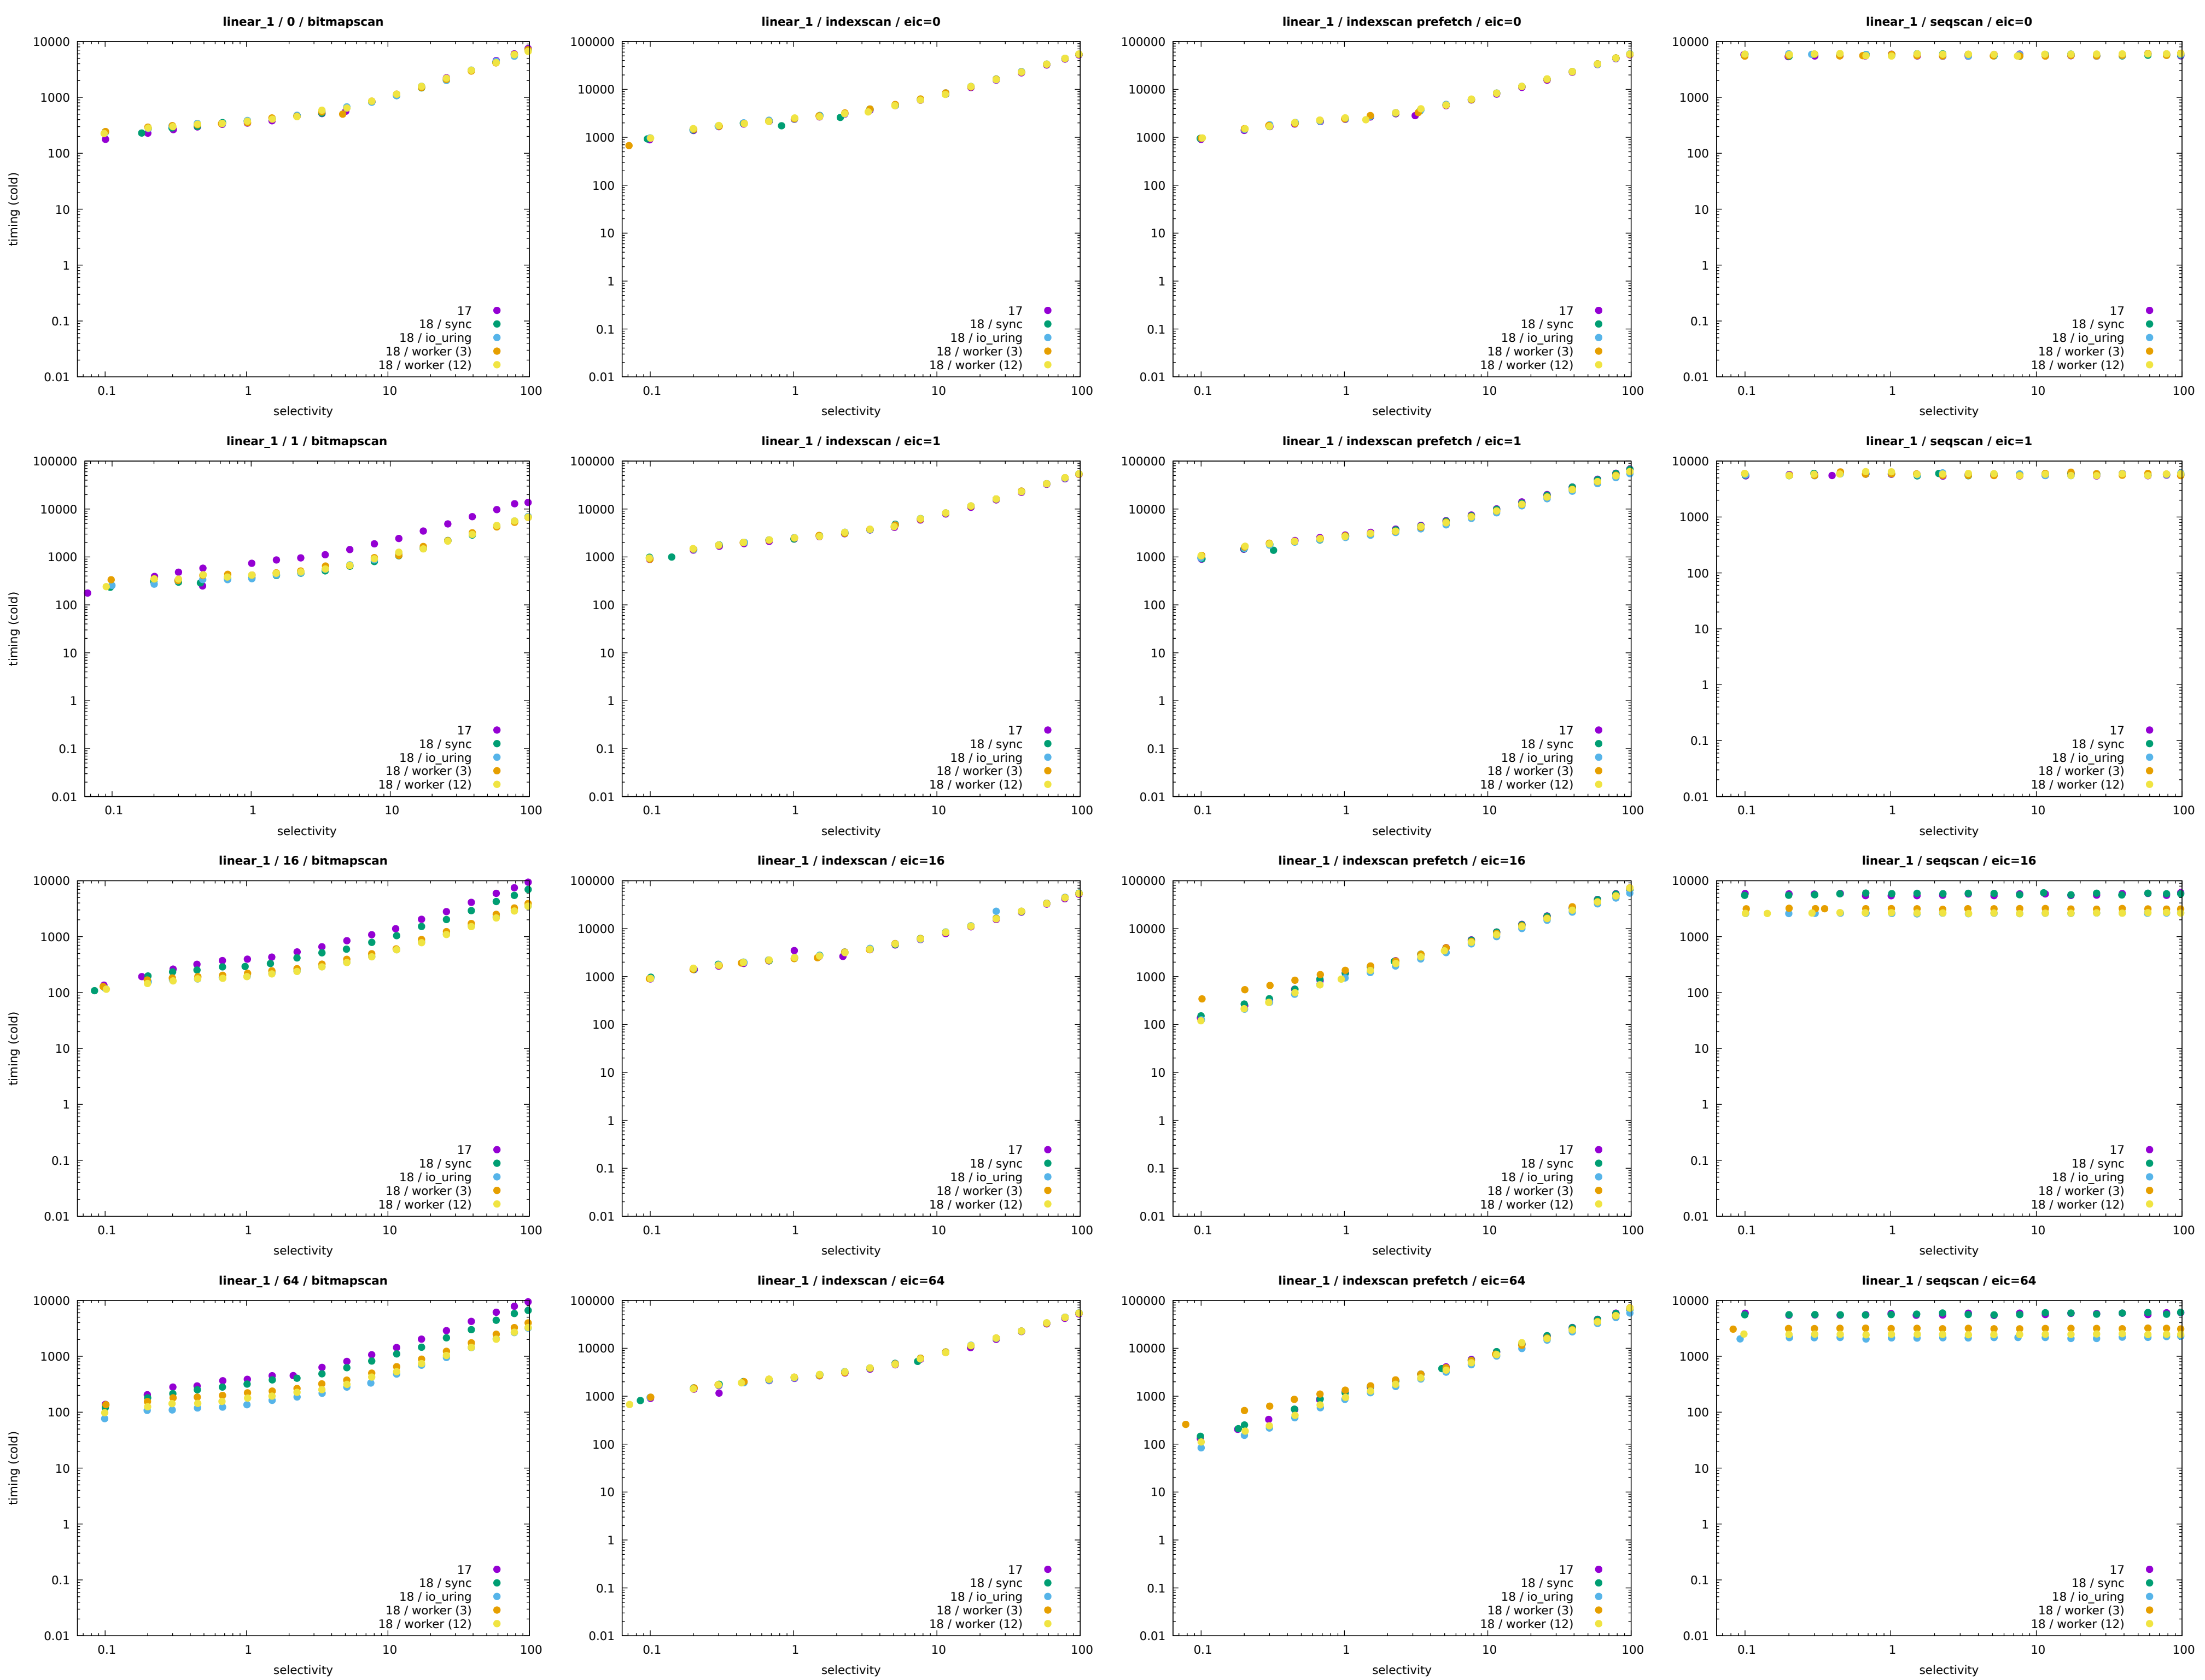 linear_1 / 0 / bitmapscan
timing (cold)
10000
1000
100
10
1
0.1
0.01
17
18 / sync
18 / io_uring
18 / worker (3)
18 / worker (12)
0.1 1 10 100
selectivity
linear_1 / indexscan / eic=0
100000
10000
1000
100
10
1
0.1
0.01
17
18 / sync
18 / io_uring
18 / worker (3)
18 / worker (12)
0.1 1 10 100
selectivity
linear_1 / indexscan prefetch / eic=0
100000
10000
1000
100
10
1
0.1
0.01
17
18 / sync
18 / io_uring
18 / worker (3)
18 / worker (12)
0.1 1 10 100
selectivity
linear_1 / seqscan / eic=0
10000
1000
100
10
1
0.1
0.01
17
18 / sync
18 / io_uring
18 / worker (3)
18 / worker (12)
0.1 1 10 100
selectivity
linear_1 / 1 / bitmapscan
timing (cold)
100000
10000
1000
100
10
1
0.1
0.01
17
18 / sync
18 / io_uring
18 / worker (3)
18 / worker (12)
0.1 1 10 100
selectivity
linear_1 / indexscan / eic=1
100000
10000
1000
100
10
1
0.1
0.01
17
18 / sync
18 / io_uring
18 / worker (3)
18 / worker (12)
0.1 1 10 100
selectivity
linear_1 / indexscan prefetch / eic=1
100000
10000
1000
100
10
1
0.1
0.01
17
18 / sync
18 / io_uring
18 / worker (3)
18 / worker (12)
0.1 1 10 100
selectivity
linear_1 / seqscan / eic=1
10000
1000
100
10
1
0.1
0.01
17
18 / sync
18 / io_uring
18 / worker (3)
18 / worker (12)
0.1 1 10 100
selectivity
linear_1 / 16 / bitmapscan
timing (cold)
10000
1000
100
10
1
0.1
0.01
17
18 / sync
18 / io_uring
18 / worker (3)
18 / worker (12)
0.1 1 10 100
selectivity
linear_1 / indexscan / eic=16
100000
10000
1000
100
10
1
0.1
0.01
17
18 / sync
18 / io_uring
18 / worker (3)
18 / worker (12)
0.1 1 10 100
selectivity
linear_1 / indexscan prefetch / eic=16
100000
10000
1000
100
10
1
0.1
0.01
17
18 / sync
18 / io_uring
18 / worker (3)
18 / worker (12)
0.1 1 10 100
selectivity
linear_1 / seqscan / eic=16
10000
1000
100
10
1
0.1
0.01
17
18 / sync
18 / io_uring
18 / worker (3)
18 / worker (12)
0.1 1 10 100
selectivity
linear_1 / 64 / bitmapscan
timing (cold)
10000
1000
100
10
1
0.1
0.01
17
18 / sync
18 / io_uring
18 / worker (3)
18 / worker (12)
0.1 1 10 100
selectivity
linear_1 / indexscan / eic=64
100000
10000
1000
100
10
1
0.1
0.01
17
18 / sync
18 / io_uring
18 / worker (3)
18 / worker (12)
0.1 1 10 100
selectivity
linear_1 / indexscan prefetch / eic=64
100000
10000
1000
100
10
1
0.1
0.01
17
18 / sync
18 / io_uring
18 / worker (3)
18 / worker (12)
0.1 1 10 100
selectivity
linear_1 / seqscan / eic=64
10000
1000
100
10
1
0.1
0.01
17
18 / sync
18 / io_uring
18 / worker (3)
18 / worker (12)
0.1 1 10 100
selectivity